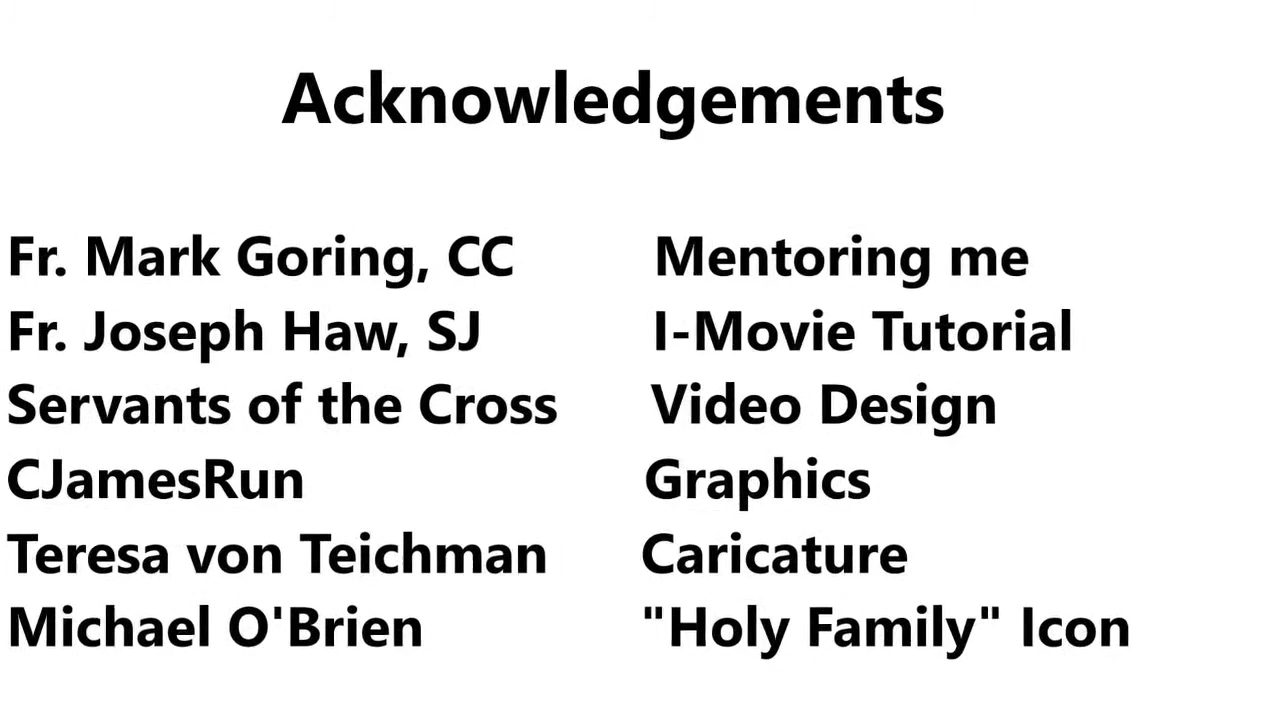 Acknowledgements
Fr. Mark Goring, CC Mentoring me
Fr. Joseph Haw, SJ I-Movie Tutorial
Servants of the Cross Video Design
CJamesRun Graphics
Teresa von Teichman Caricature
Michael O'Brien "Holy Family" Icon